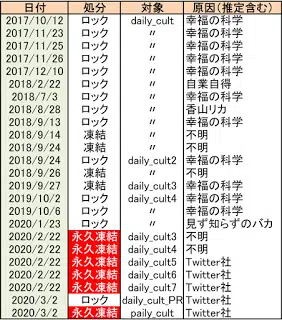 日付 処分 対象 原因(推定含む)
2017/10/12 ロック daily_cult 幸福の科学
2017/11/23 ロック 〃 幸福の科学
2017/11/25 ロック 〃 幸福の科学
2017/11/26 ロック 〃 幸福の科学
2017/12/10 ロック 〃 幸福の科学
2018/2/22 ロック 〃 自業自得
2018/7/3 ロック 〃 幸福の科学
2018/8/28 ロック 〃 香山リカ
2018/9/13 ロック 〃 幸福の科学
2018/9/14 凍結 〃 不明
2018/9/24 凍結 〃 不明
2018/9/24 ロック daily_cult2 幸福の科学
2018/9/26 凍結 〃 不明
2019/9/27 凍結 daily_cult3 幸福の科学
2019/10/2 ロック daily_cult4 幸福の科学
2019/10/6 ロック 〃 幸福の科学
2020/1/23 ロック 〃 見ず知らずのバカ
2020/2/22 永久凍結 daily_cult3 不明
2020/2/22 永久凍結 daily_cult4 不明
2020/2/22 永久凍結 daily_cult5 Twitter社
2020/2/22 永久凍結 daily_cult6 Twitter社
2020/2/22 永久凍結 daily_cult7 Twitter社
2020/3/2 ロック daily_cult_PR Twitter社
2020/3/2 永久凍結 paily_cult Twitter社